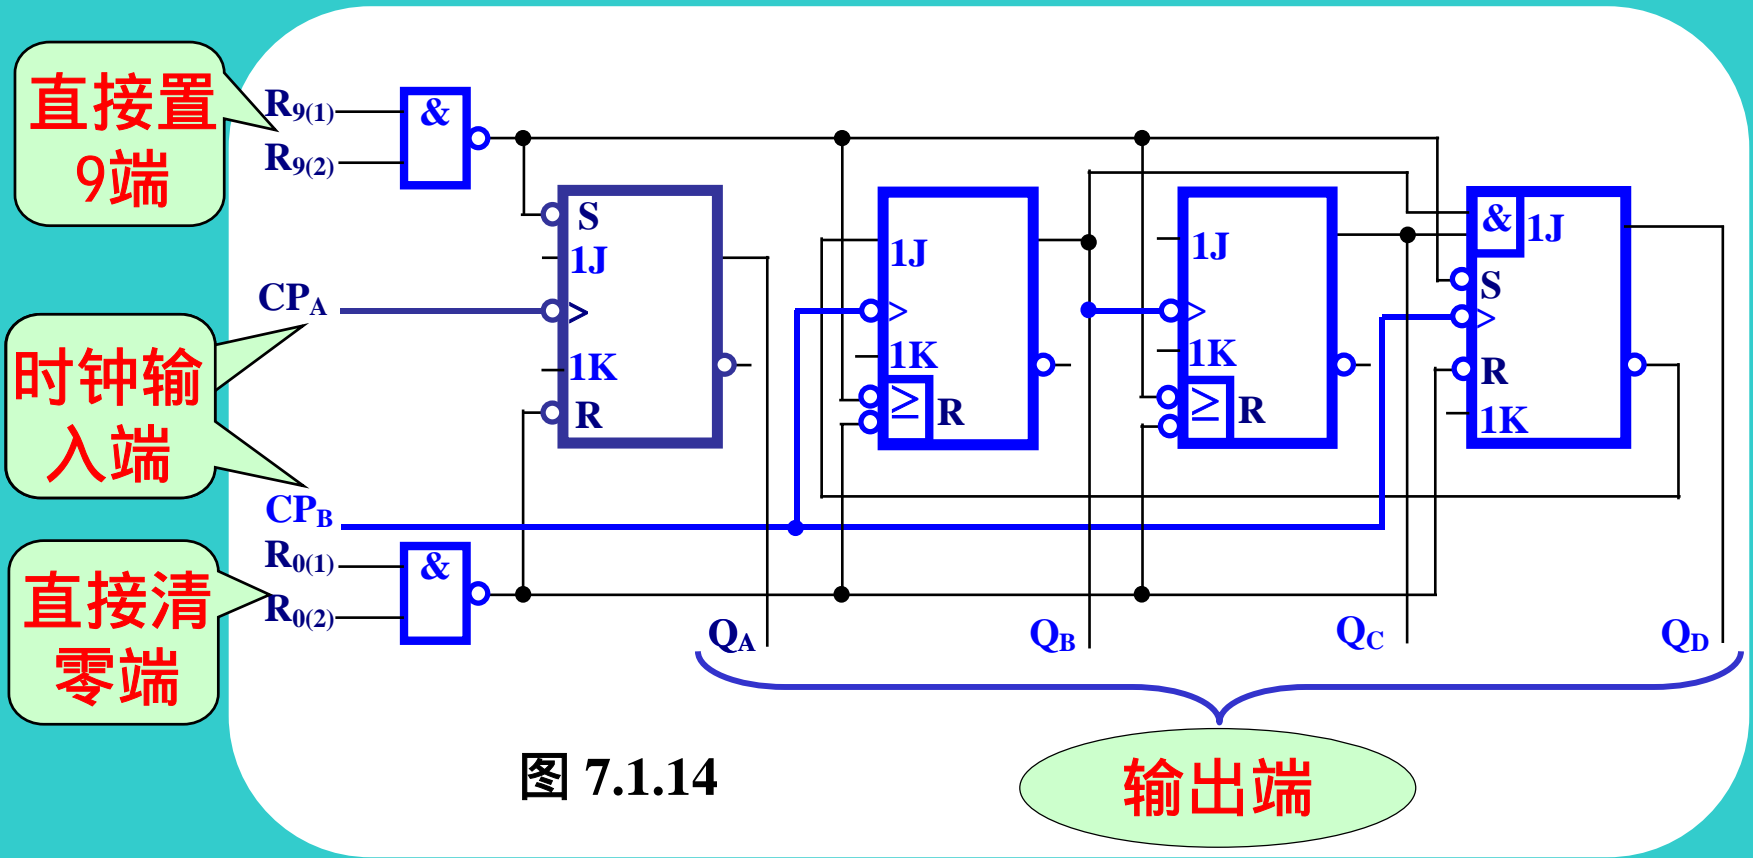 直接置
9端
R9(1)
R9(2)
&
S
1J
>
1K
R
1J
>
1K
≥
R
1J
>
1K
≥
R
&
1J
S
>
R
1K
CPA
时钟输
入端
CPB
R0(1)
R0(2)
&
直接清
零端
QA
QB
QC
QD
图 7.1.14
输出端